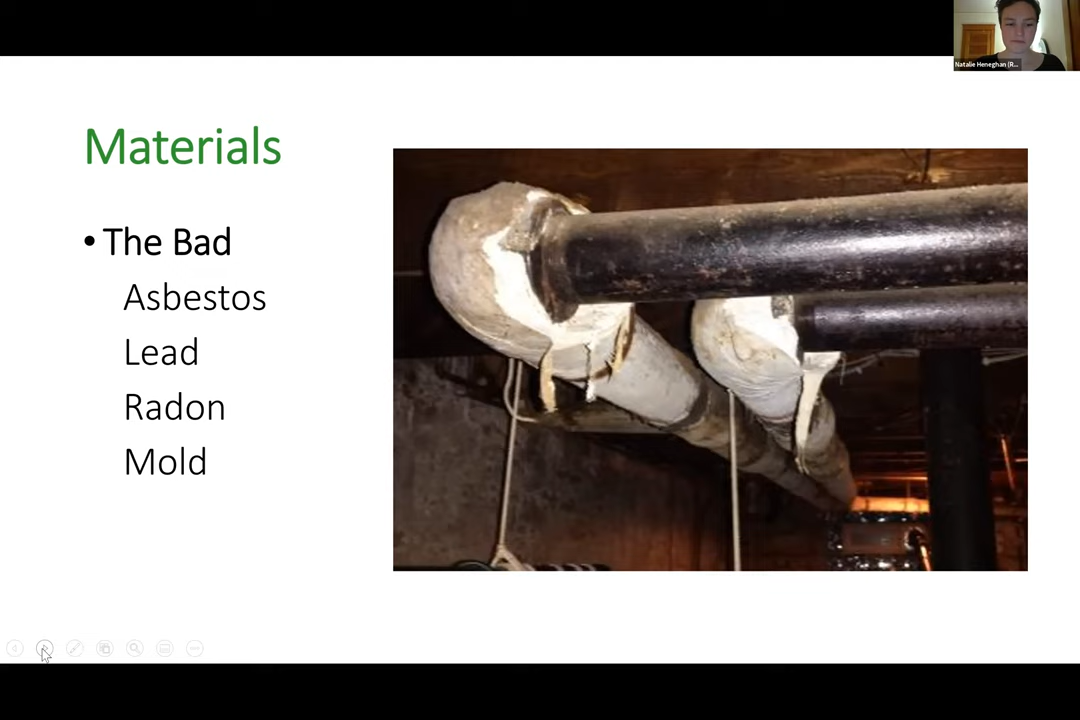 Natalie Heneghan (R...
Materials
• The Bad
Asbestos
Lead
Radon
Mold